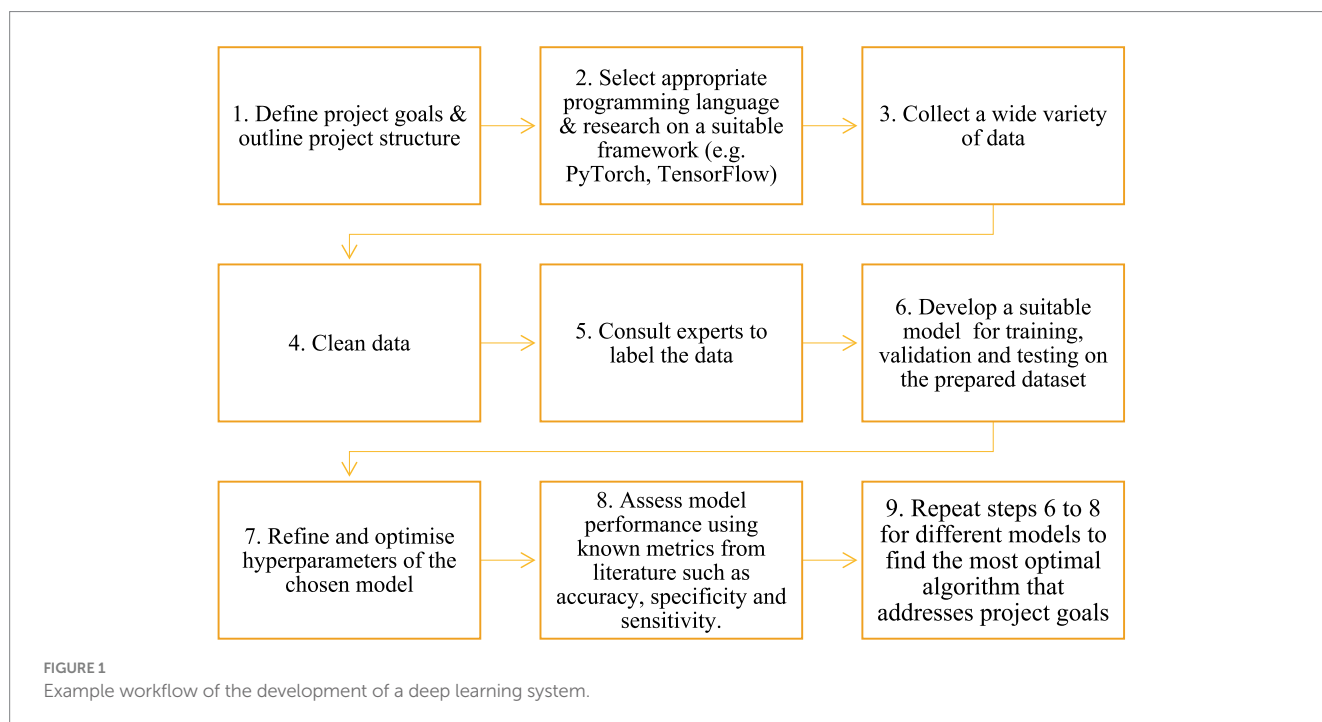 1. Define project goals &
outline project structure
2. Select appropriate
programming language
& research on a suitable
framework (e.g.
PyTorch, TensorFlow)
3. Collect a wide variety
of data
4. Clean data
5. Consult experts to
label the data
6. Develop a suitable
model for training,
validation and testing on
the prepared dataset
7. Refine and optimise
hyperparameters of the
chosen model
8. Assess model
performance using
known metrics from
literature such as
accuracy, specificity and
sensitivity.
9. Repeat steps 6 to 8
for different models to
find the most optimal
algorithm that
addresses project goals
FIGURE 1
Example workflow of the development of a deep learning system.